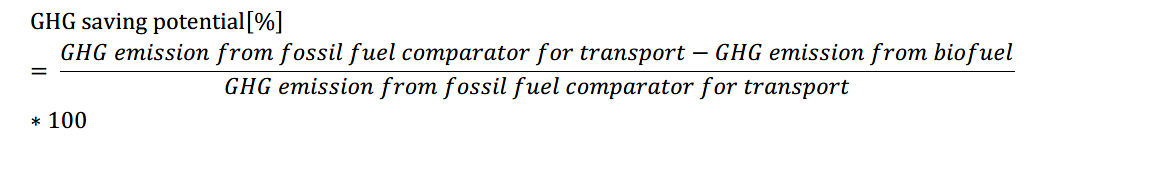 GHG saving potential[%]
= GHG emission from fossil fuel comparator for transport − GHG emission from biofuel
GHG emission from fossil fuel comparator for transport
∗ 100